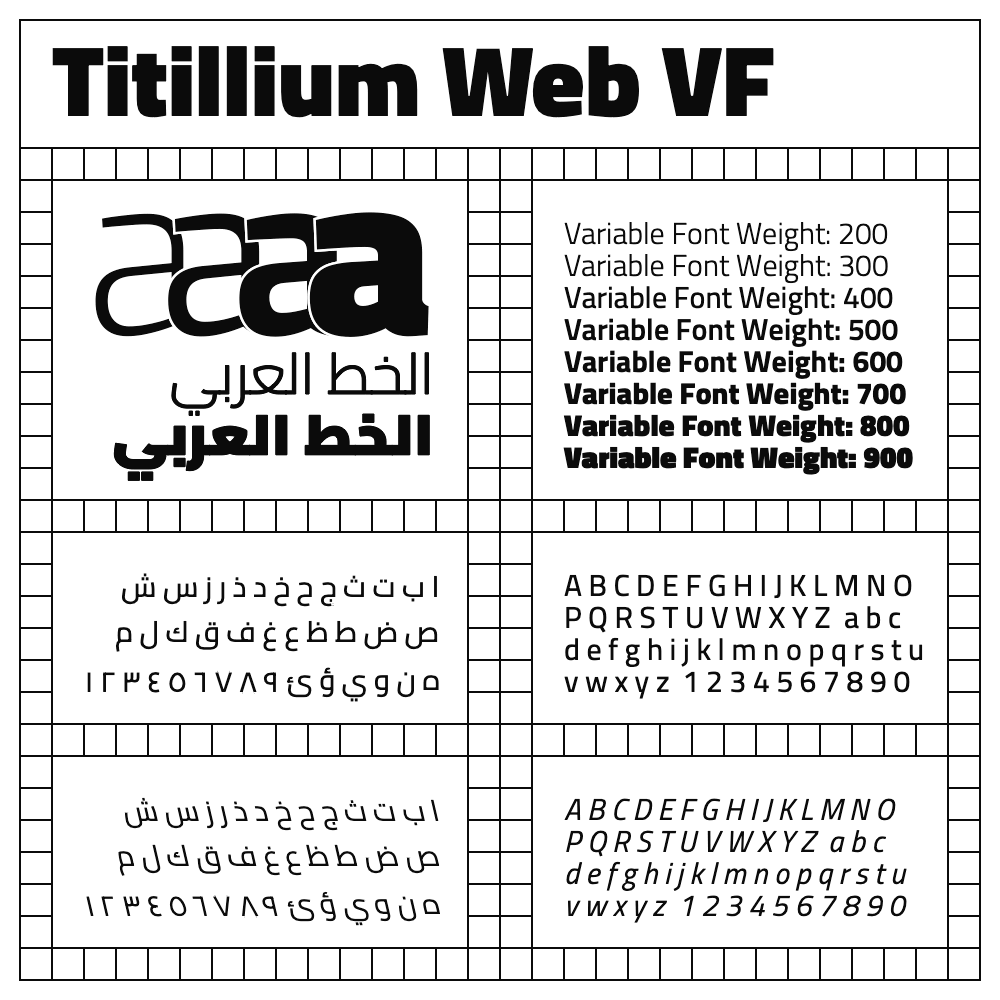 Titillium Web VF
aaaa
الخط العربي
الخط العربي
Variable Font Weight: 200
Variable Font Weight: 300
Variable Font Weight: 400
Variable Font Weight: 500
Variable Font Weight: 600
Variable Font Weight: 700
Variable Font Weight: 800
Variable Font Weight: 900
ا ب ت ث ج ح خ د ذ ر ز س ش
ص ض ط ظ ع غ ف ق ك ل م
ه ن و ي ؤ ئ ١٢٣٤٥٦٧٨٩
A B C D E F G H I J K L M N O
P Q R S T U V W X Y Z a b c
d e f g h i j k l m n o p q r s t u
v w x y z 1 2 3 4 5 6 7 8 9 0
ا ب ت ث ج ح خ د ذ ر ز س ش
ص ض ط ظ ع غ ف ق ك ل م
ه ن و ي ؤ ئ ١٢٣٤٥٦٧٨٩
A B C D E F G H I J K L M N O
P Q R S T U V W X Y Z a b c
d e f g h i j k l m n o p q r s t u
v w x y z 1 2 3 4 5 6 7 8 9 0